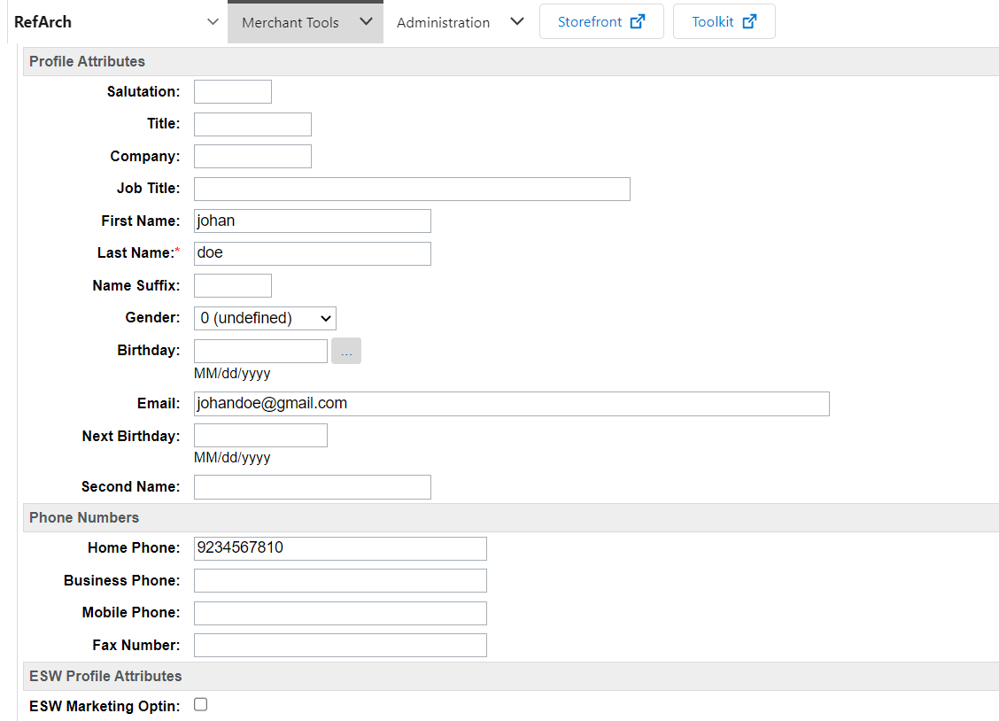 RefArch Merchant Tools Administration Storefront Toolkit
Profile Attributes
Salutation:
Title:
Company:
Job Title:
First Name: johan
Last Name:* doe
Name Suffix:
Gender: 0 (undefined)
Birthday: ...
MM/dd/yyyy
Email: johandoe@gmail.com
Next Birthday:
MM/dd/yyyy
Second Name:
Phone Numbers
Home Phone: 9234567810
Business Phone:
Mobile Phone:
Fax Number:
ESW Profile Attributes
ESW Marketing Optin: